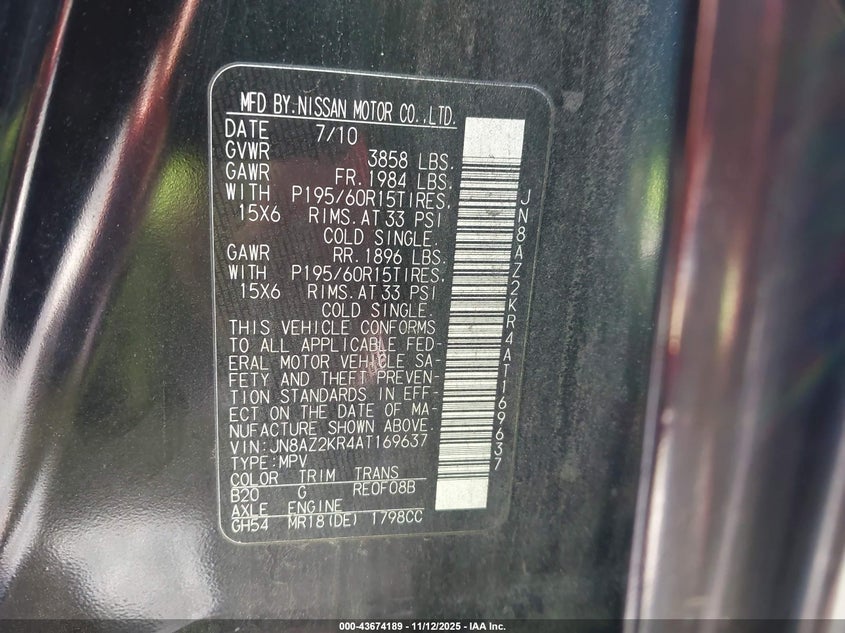 MFD BY.NISSAN MOTOR CO.,LTD.
DATE 7/10
GVWR 3858 LBS.
GAWR FR.1984 LBS.
WITH P195/60R15TIRES,
15X6 RIMS.AT 33 PSI
COLD SINGLE.
GAWR RR.1896 LBS.
WITH P195/60R15TIRES,
15X6 RIMS.AT 33 PSI
COLD SINGLE.
THIS VEHICLE CONFORMS
TO ALL APPLICABLE FED-
ERAL MOTOR VEHICLE SA-
FETY AND THEFT PREVEN-
TION STANDARDS IN EFF-
ECT ON THE DATE OF MA-
NUFACTURE SHOWN ABOVE.
VIN:JN8AZ2KR4AT169637
TYPE:MPV
COLOR TRIM TRANS
B20 G RE0F08B
AXLE ENGINE
GH54 MR18(DE) 1798CC
JN8AZ2KR4AT169637
000-43674189 - 11/12/2025 - IAA Inc.